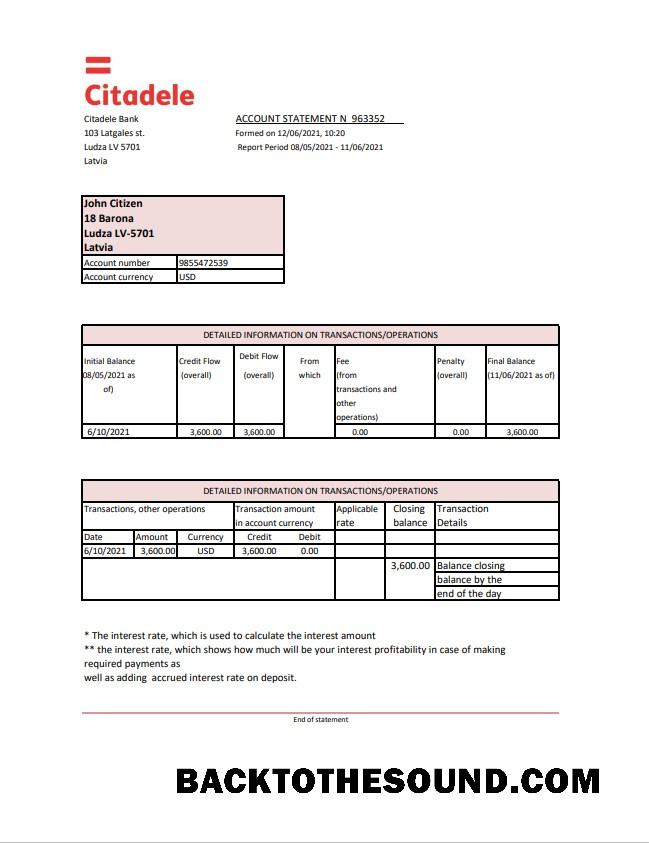 Citadele
Citadele Bank
ACCOUNT STATEMENT N 963352
103 Latgales st.
Formed on 12/06/2021, 10:20
Ludza LV 5701
Report Period 08/05/2021 - 11/06/2021
Latvia
John Citizen
18 Barona
Ludza LV-5701
Latvia
Account number 9855472539
Account currency USD
DETAILED INFORMATION ON TRANSACTIONS/OPERATIONS
Initial Balance
08/05/2021 as
of)
Credit Flow
(overall)
Debit Flow
(overall)
From
which
Fee
(from
transactions and
other
operations)
Penalty
(overall)
Final Balance
(11/06/2021 as of)
6/10/2021 3,600.00 3,600.00 0.00 0.00 3,600.00
DETAILED INFORMATION ON TRANSACTIONS/OPERATIONS
Transactions, other operations
Transaction amount
in account currency
Applicable
rate
Closing
balance
Transaction
Details
Date Amount Currency Credit Debit
6/10/2021 3,600.00 USD 3,600.00 0.00
3,600.00 Balance closing
balance by the
end of the day
* The interest rate, which is used to calculate the interest amount
** the interest rate, which shows how much will be your interest profitability in case of making
required payments as
well as adding accrued interest rate on deposit.
End of statement
BACKTOTHESOUND.COM